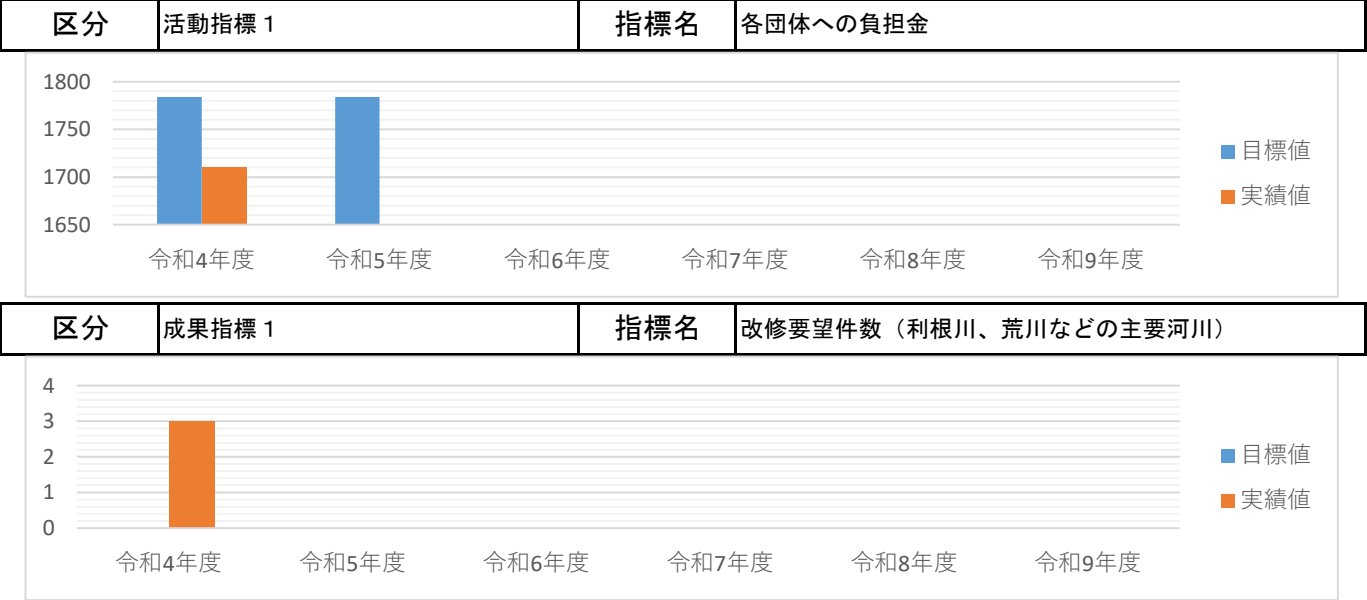 区分 活動指標1 指標名 各団体への負担金
1800
1750
1700
1650
令和4年度 令和5年度 令和6年度 令和7年度 令和8年度 令和9年度
目標値
実績値
区分 成果指標1 指標名 改修要望件数（利根川、荒川などの主要河川）
4
3
2
1
0
令和4年度 令和5年度 令和6年度 令和7年度 令和8年度 令和9年度
目標値
実績値